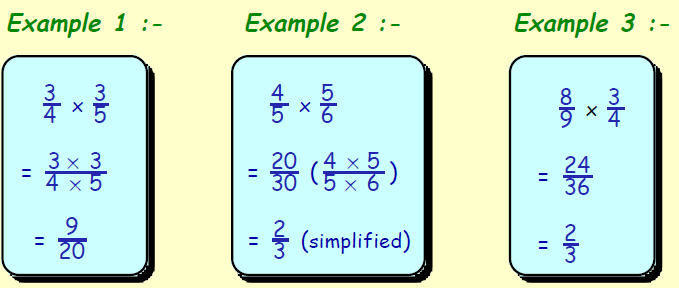 Example 1 :-
3/4 × 3/5
= 3 × 3 / 4 × 5
= 9/20
Example 2 :-
4/5 × 5/6
= 20/30 (4 × 5 / 5 × 6)
= 2/3 (simplified)
Example 3 :-
8/9 × 3/4
= 24/36
= 2/3